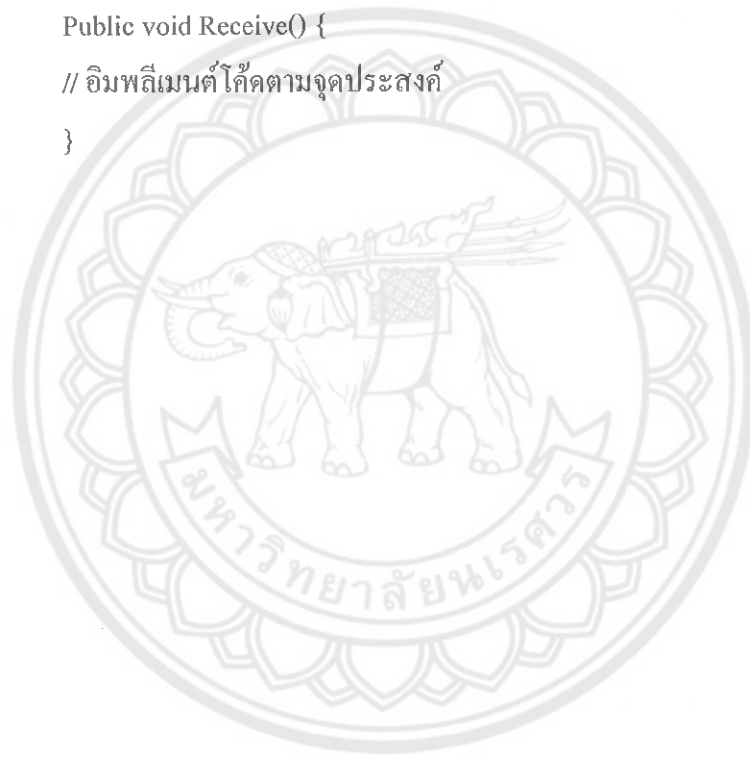 Public void Receive() {
// อิมพลีเมนต์โค้ดตามจุดประสงค์
}
มหาวิทยาลัยนเรศวร